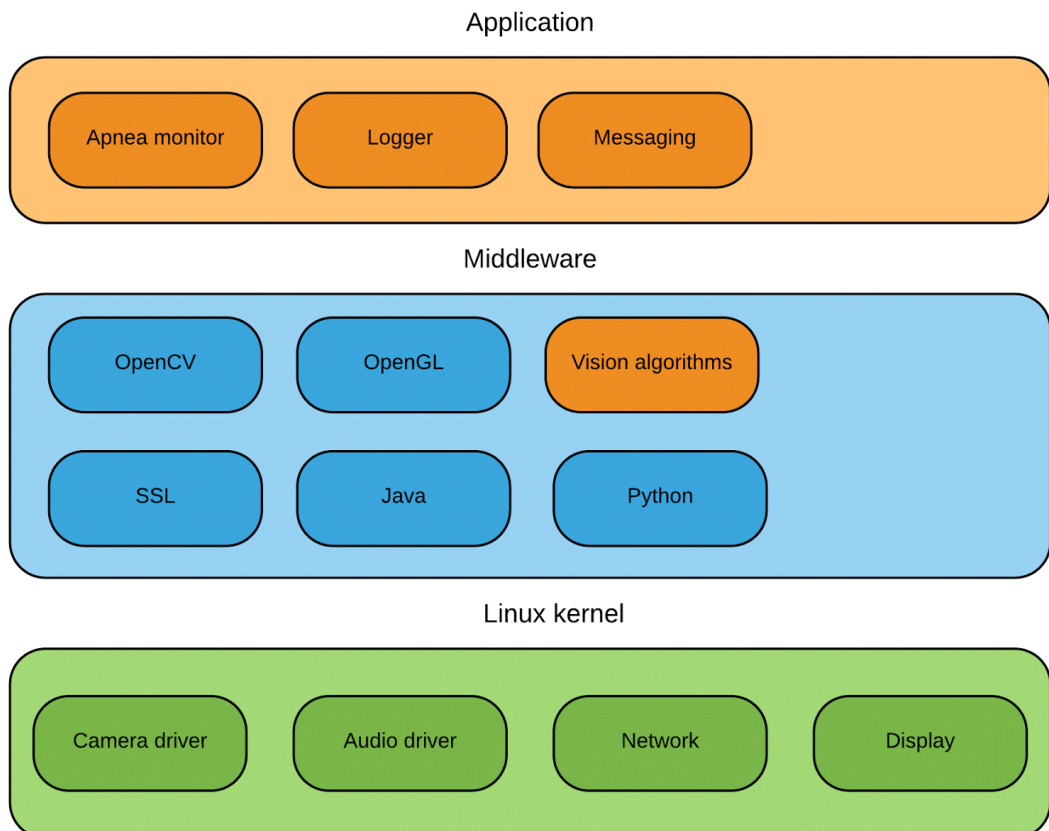 Application
Apnea monitor
Logger
Messaging
Middleware
OpenCV
OpenGL
Vision algorithms
SSL
Java
Python
Linux kernel
Camera driver
Audio driver
Network
Display